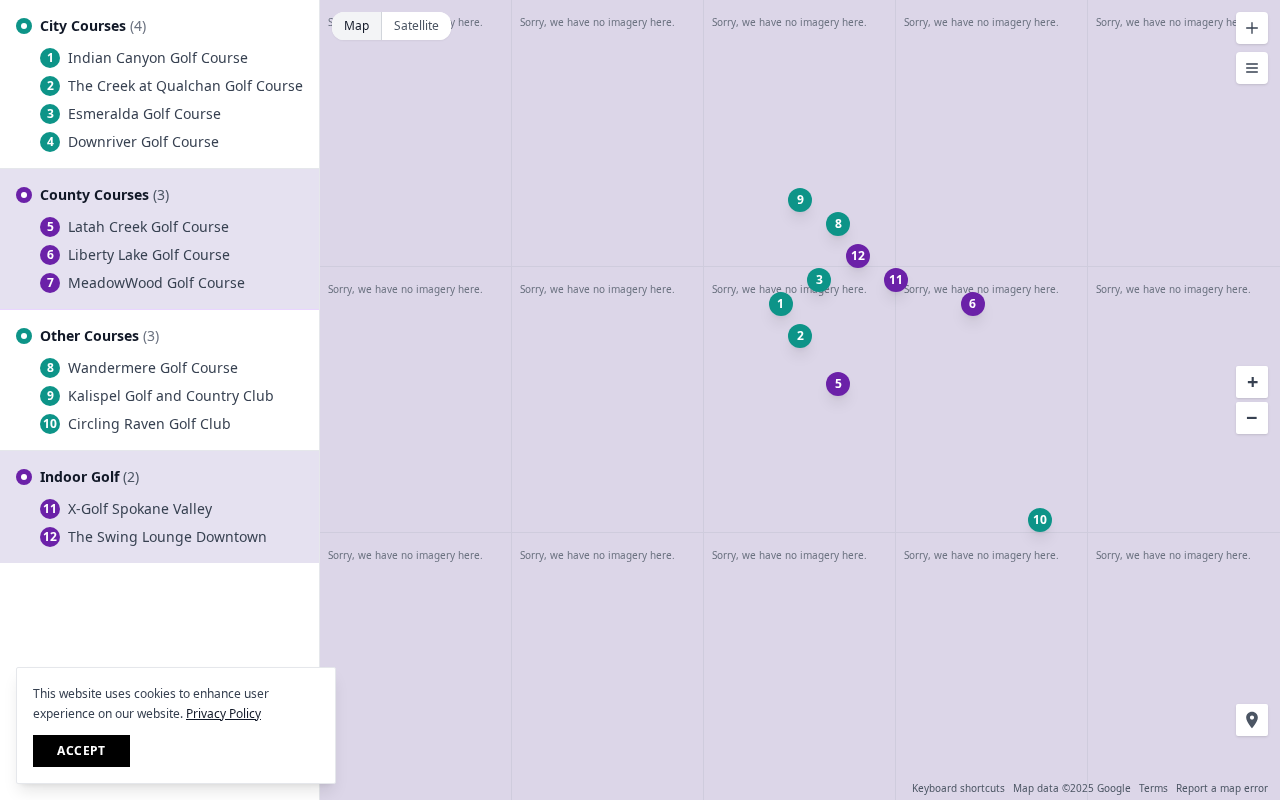 City Courses (4)
1 Indian Canyon Golf Course
2 The Creek at Qualchan Golf Course
3 Esmeralda Golf Course
4 Downriver Golf Course
County Courses (3)
5 Latah Creek Golf Course
6 Liberty Lake Golf Course
7 MeadowWood Golf Course
Other Courses (3)
8 Wandermere Golf Course
9 Kalispel Golf and Country Club
10 Circling Raven Golf Club
Indoor Golf (2)
11 X-Golf Spokane Valley
12 The Swing Lounge Downtown
This website uses cookies to enhance user
experience on our website. Privacy Policy
ACCEPT
Map Satellite
here.
Sorry, we have no imagery here.
Sorry, we have no imagery here.
Sorry, we have no imagery here.
Sorry, we have no imagery
9
8
12
3
11
Sorry, we have no imagery here.
Sorry, we have no imagery here.
Sorry, we have no imagery here.
Sorry, we have no imagery here.
Sorry, we have no imagery here.
1
6
2
5
+
−
10
Sorry, we have no imagery here.
Sorry, we have no imagery here.
Sorry, we have no imagery here.
Sorry, we have no imagery here.
Sorry, we have no imagery here.
Keyboard shortcuts Map data ©2025 Google Terms Report a map error